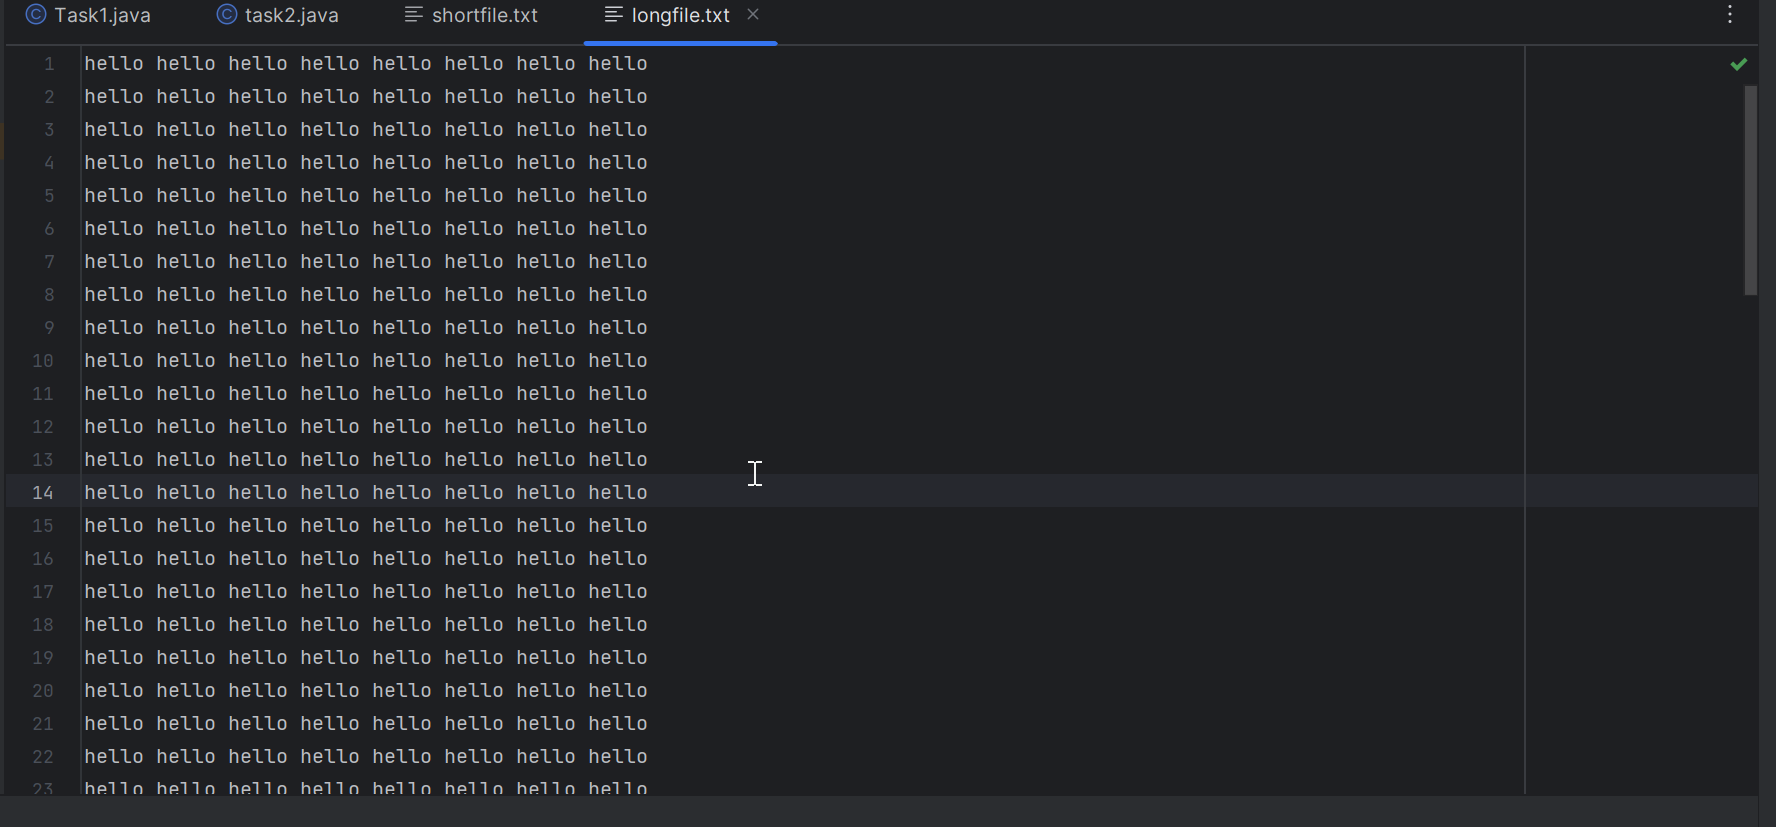 Task1.java task2.java shortfile.txt longfile.txt
1 hello hello hello hello hello hello hello hello
2 hello hello hello hello hello hello hello hello
3 hello hello hello hello hello hello hello hello
4 hello hello hello hello hello hello hello hello
5 hello hello hello hello hello hello hello hello
6 hello hello hello hello hello hello hello hello
7 hello hello hello hello hello hello hello hello
8 hello hello hello hello hello hello hello hello
9 hello hello hello hello hello hello hello hello
10 hello hello hello hello hello hello hello hello
11 hello hello hello hello hello hello hello hello
12 hello hello hello hello hello hello hello hello
13 hello hello hello hello hello hello hello hello
14 hello hello hello hello hello hello hello hello
15 hello hello hello hello hello hello hello hello
16 hello hello hello hello hello hello hello hello
17 hello hello hello hello hello hello hello hello
18 hello hello hello hello hello hello hello hello
19 hello hello hello hello hello hello hello hello
20 hello hello hello hello hello hello hello hello
21 hello hello hello hello hello hello hello hello
22 hello hello hello hello hello hello hello hello
23 hello hello hello hello hello hello hello hello